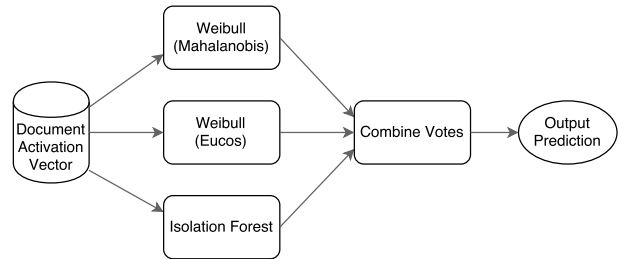 Weibull
(Mahalanobis)
Document
Activation
Vector
Weibull
(Eucos)
Combine Votes
Output
Prediction
Isolation Forest